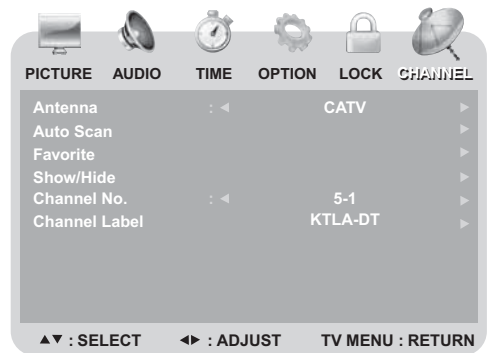 PICTURE AUDIO TIME OPTION LOCK CHANNEL
Antenna : ◀ CATV ▶
Auto Scan ▶
Favorite ▶
Show/Hide ▶
Channel No. : ◀ 5-1 ▶
Channel Label KTLA-DT ▶
▲▼ : SELECT ◀▶ : ADJUST TV MENU : RETURN